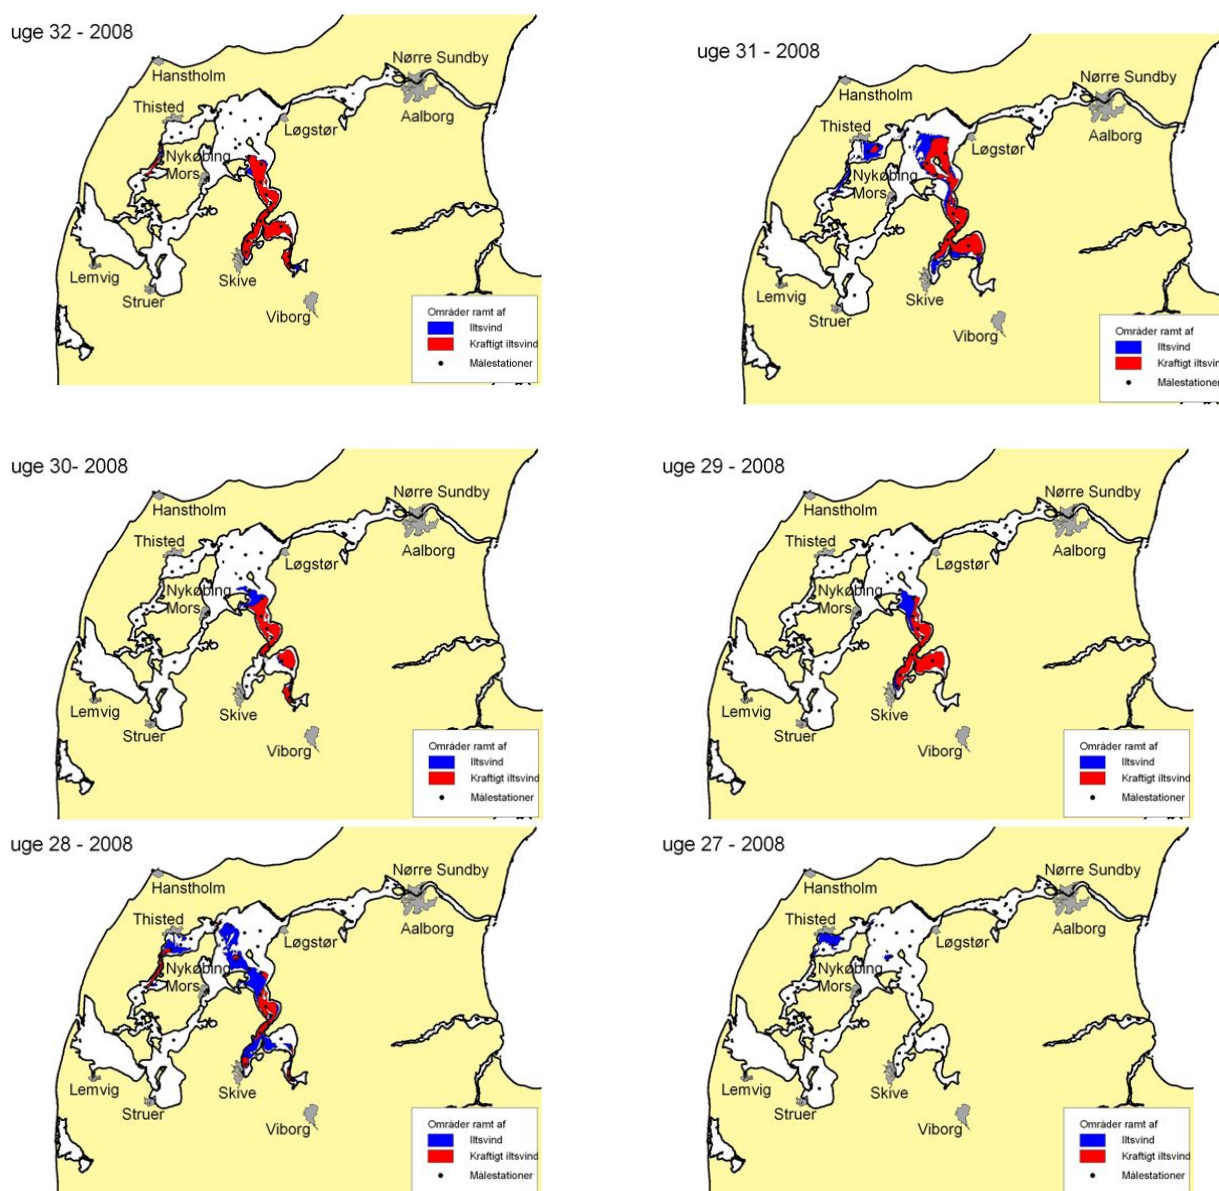 uge 32 - 2008
Hanstholm
Nørre Sundby
Thisted
Løgstør
Aalborg
Nykøbing
Mors
Lemvig
Skive
Struer
Viborg
Områder ramt af
Iltsvind
Kraftigt iltsvind
Målestationer
uge 31 - 2008
Hanstholm
Nørre Sundby
Thisted
Løgstør
Aalborg
Nykøbing
Mors
Lemvig
Skive
Struer
Viborg
Områder ramt af
Iltsvind
Kraftigt iltsvin
Målestationer
uge 30- 2008
Hanstholm
Nørre Sundby
Thisted
Løgstør
Aalborg
Nykøbing
Mors
Lemvig
Skive
Struer
Viborg
Områder ramt af
Iltsvind
Kraftigt iltsvind
Målestationer
uge 29 - 2008
Hanstholm
Nørre Sundby
Thisted
Løgstør
Aalborg
Nykøbing
Mors
Lemvig
Skive
Struer
Viborg
Områder ramt af
Iltsvind
Kraftigt iltsvind
Målestationer
uge 28 - 2008
Hanstholm
Nørre Sundby
Thisted
Løgstør
Aalborg
Nykøbing
Mors
Lemvig
Skive
Struer
Viborg
Områder ramt af
Iltsvind
Kraftigt iltsvind
Målestationer
uge 27 - 2008
Hanstholm
Nørre Sundby
Thisted
Løgstør
Aalborg
Nykøbing
Mors
Lemvig
Skive
Struer
Viborg
Områder ramt af
Iltsvind
Kraftigt iltsvind
Målestationer